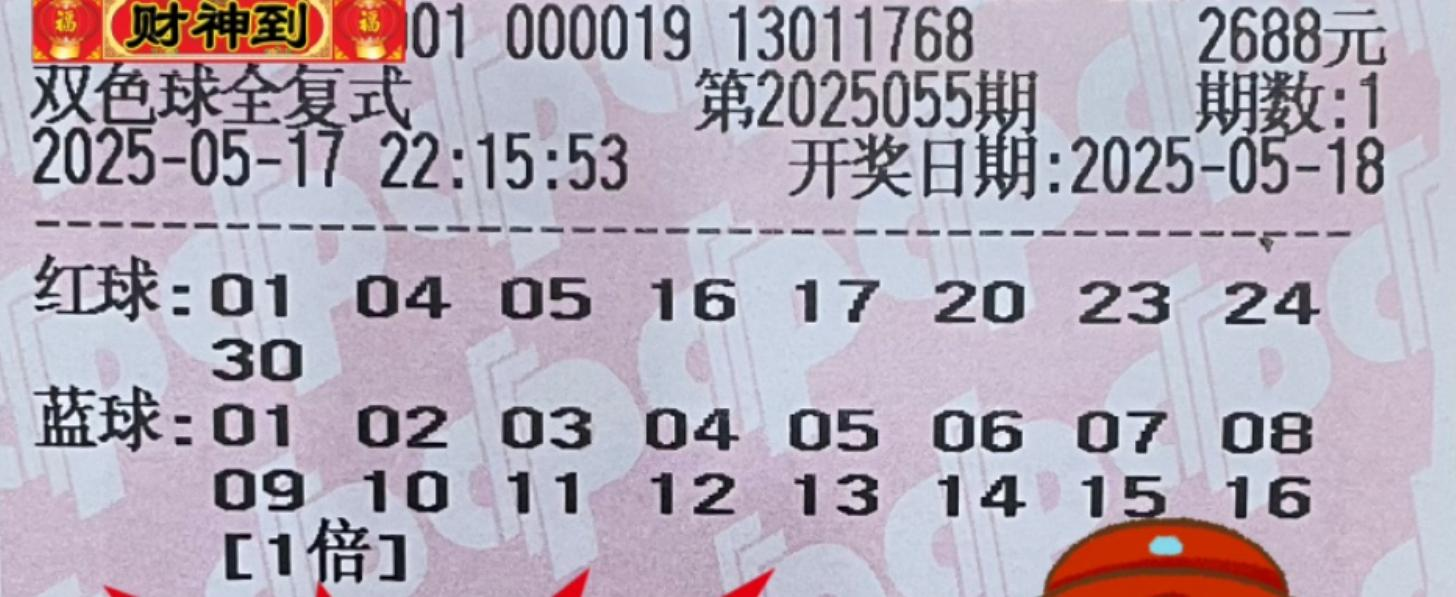 福 财神到 福
01 000019 13011768 2688元
双色球全复式 第2025055期 期数:1
2025-05-17 22:15:53 开奖日期:2025-05-18
红球:01 04 05 16 17 20 23 24
30
蓝球:01 02 03 04 05 06 07 08
09 10 11 12 13 14 15 16
[1倍]